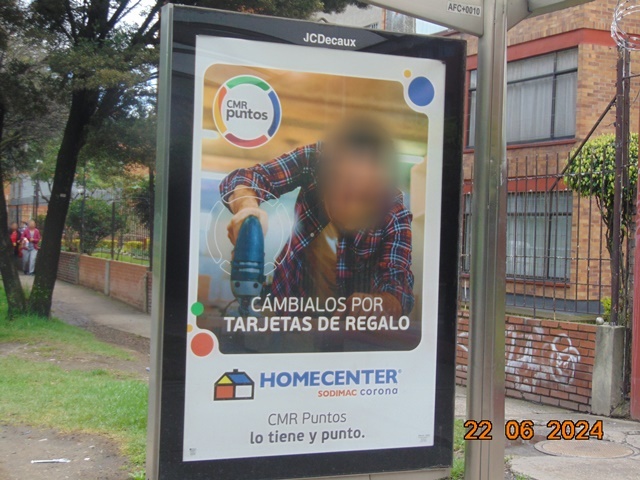 AFC+0010
JCDecaux
CMR
puntos
CÁMBIALOS POR
TARJETAS DE REGALO
HOMECENTER
SODIMAC corona
CMR Puntos
lo tiene y punto.
22 06 2024